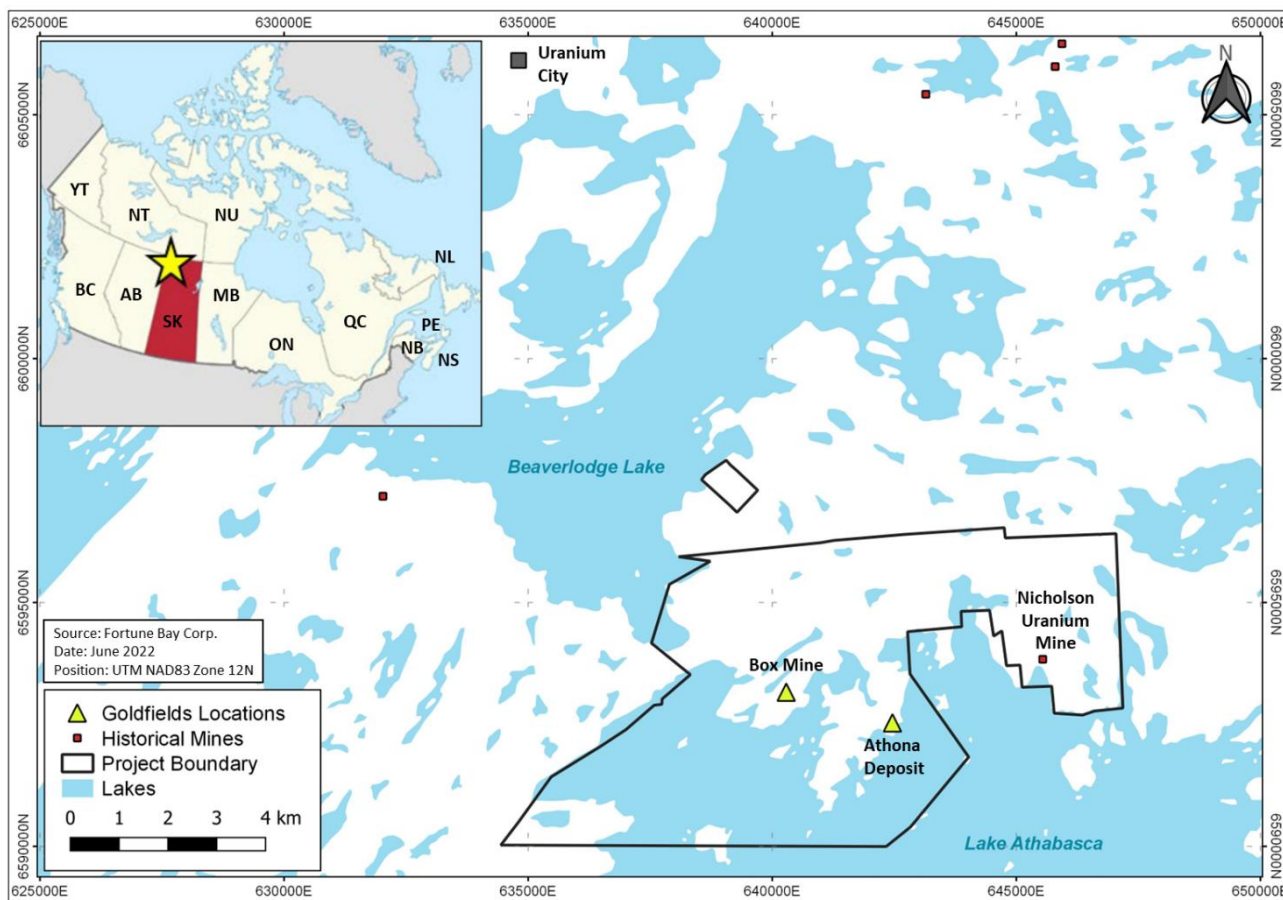 625000E 630000E 635000E 640000E 645000E 650000E
Uranium
City
N
6605000N
6605000N
YT
NT
NU
NL
BC
AB
SK
MB
ON
QC
PE
NB
NS
6600000N
6600000N
Beaverlodge Lake
6595000N
6595000N
Nicholson
Uranium
Mine
Box Mine
Athona
Deposit
Source: Fortune Bay Corp.
Date: June 2022
Position: UTM NAD83 Zone 12N
Goldfields Locations
Historical Mines
Project Boundary
Lakes
0 1 2 3 4 km
Lake Athabasca
6590000N
6590000N
625000E 630000E 635000E 640000E 645000E 650000E